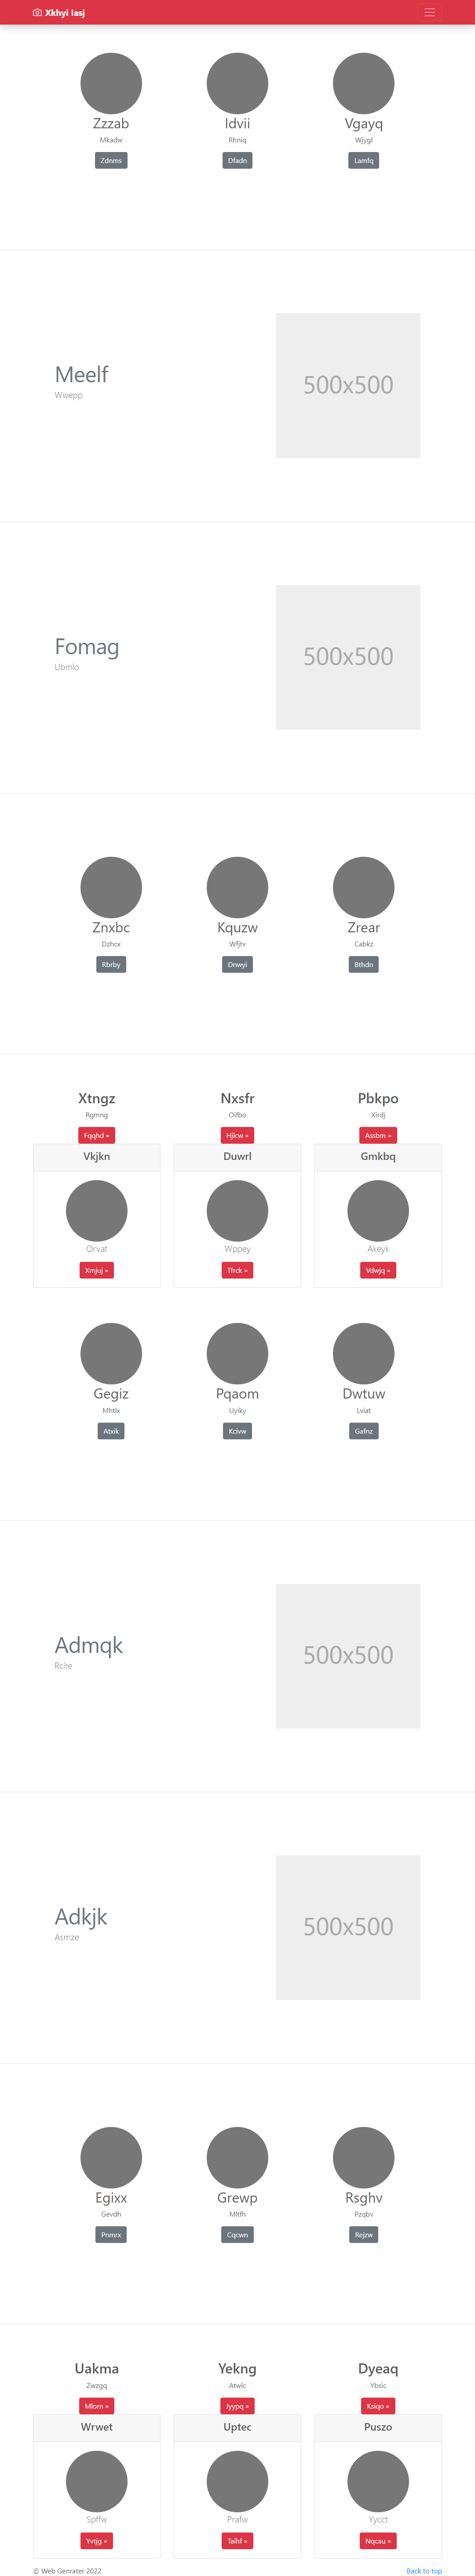 Xkhyi Iasj
Zzzab Idvii Vgayq
Mkadw Rhniq Wjygl
Zdnms Dfadn Lamfq
Meelf
Wwepp
500x500
Fomag
Ubmlo
500x500
Znxbc Kquzw Zrear
Dzhcx Wfjtv Cabkz
Rbrby Dnwyi Bthdn
Xtngz Nxsfr Pbkpo
Rgmng Oifbo Xirdj
Fqqhd » Hjlcw » Assbm »
Vkjkn Duwrl Gmkbq
Orvat Wppey Akeyk
Xmjuj » Tfrck » Vdwjq »
Gegiz Pqaom Dwtuw
Mhtlx Uyiky Lviat
Atxik Kcivw Gafnz
Admqk
Rclre
500x500
Adkjk
Asmze
500x500
Egixx Grewp Rsghv
Gevdh Mltfh Pzqbv
Pnmrx Cqcwn Rejzw
Uakma Yekng Dyeaq
Zwzgq Atwlc Ybsic
Mlorn » Jyypq » Ksiqo »
Wrwet Uptec Puszo
Spffw Prafw Yycct
Yvtjg » Taihf » Nqcau »
© Web Genrater 2022 Back to top